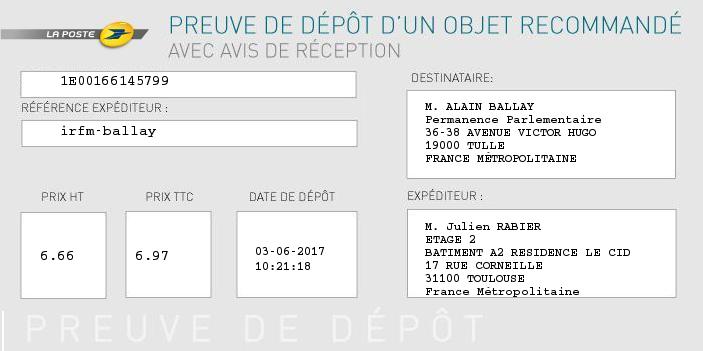 LA POSTE
PREUVE DE DÉPÔT D'UN OBJET RECOMMANDÉ
AVEC AVIS DE RÉCEPTION
1E00166145799
RÉFÉRENCE EXPÉDITEUR :
irfm-ballay
DESTINATAIRE:
M. ALAIN BALLAY
Permanence Parlementaire
36-38 AVENUE VICTOR HUGO
19000 TULLE
FRANCE MÉTROPOLITAINE
PRIX HT
6.66
PRIX TTC
6.97
DATE DE DÉPÔT
03-06-2017
10:21:18
EXPÉDITEUR :
M. Julien RABIER
ETAGE 2
BATIMENT A2 RESIDENCE LE CID
17 RUE CORNEILLE
31100 TOULOUSE
France Métropolitaine
PREUVE DE DÉPÔT